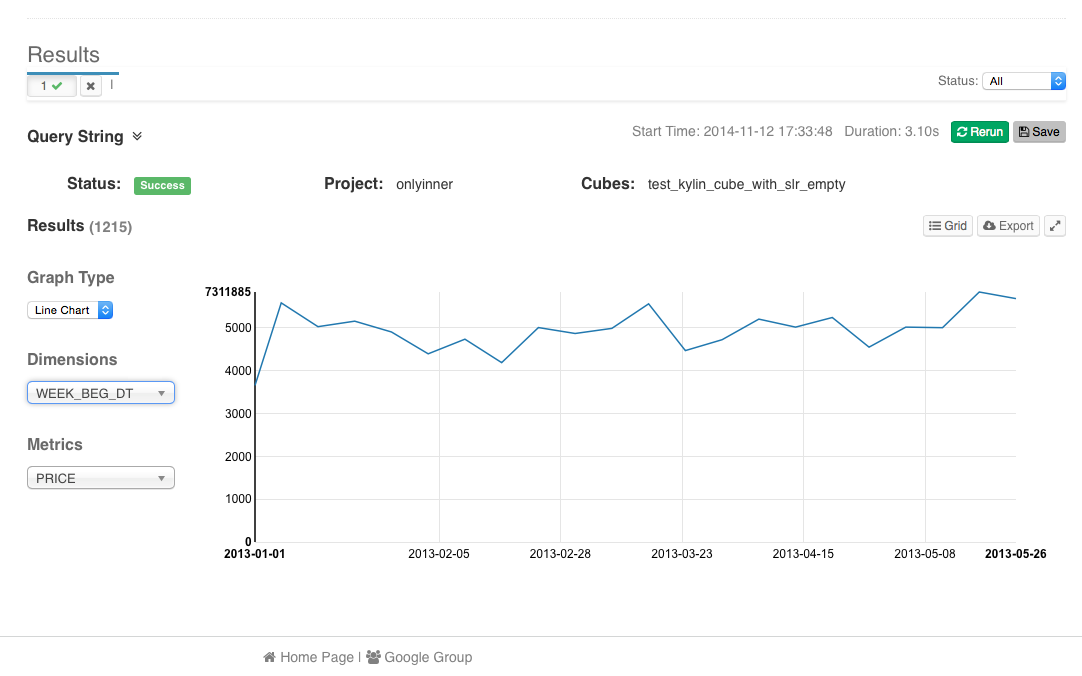 Results
1
Status: All
Query String
Start Time: 2014-11-12 17:33:48 Duration: 3.10s Rerun Save
Status: Success Project: onlyinner Cubes: test_kylin_cube_with_slr_empty
Results (1215)
Grid Export
Graph Type
Line Chart
Dimensions
WEEK_BEG_DT
Metrics
PRICE
7311885
5000
4000
3000
2000
1000
0
2013-01-01 2013-02-05 2013-02-28 2013-03-23 2013-04-15 2013-05-08 2013-05-26
Home Page | Google Group